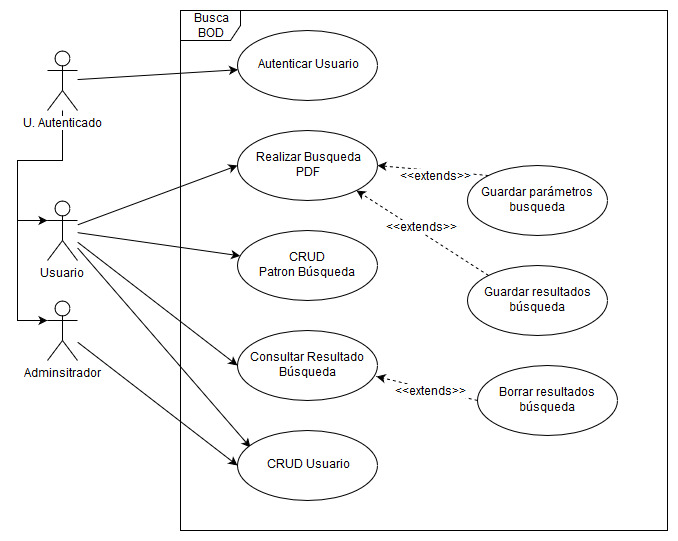 Busca
BOD
Autenticar Usuario
U. Autenticado
Realizar Busqueda
PDF
<<extends>>
Guardar parámetros
busqueda
<<extends>>
Usuario
CRUD
Patron Búsqueda
Guardar resultados
búsqueda
Adminsitrador
Consultar Resultado
Búsqueda
<<extends>>
Borrar resultados
búsqueda
CRUD Usuario